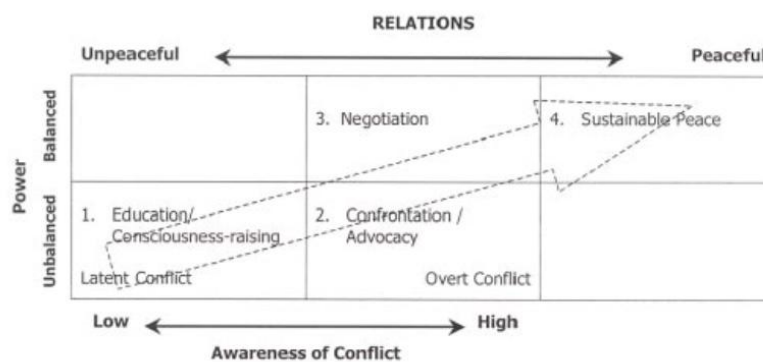 RELATIONS
Unpeaceful Peaceful
Power
Balanced
Unbalanced
3. Negotiation
4. Sustainable Peace
1. Education/
Consciousness-raising
2. Confrontation /
Advocacy
Latent Conflict
Overt Conflict
Low High
Awareness of Conflict